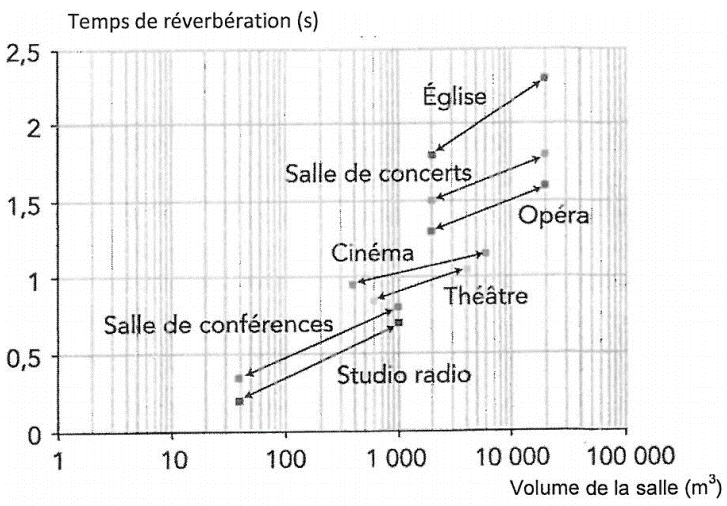 Temps de réverbération (s)
2,5
Église
2
Salle de concerts
1,5
Opéra
Cinéma
1
Théâtre
Salle de conférences
0,5
Studio radio
0
1 10 100 1 000 10 000 100 000
Volume de la salle (m³)